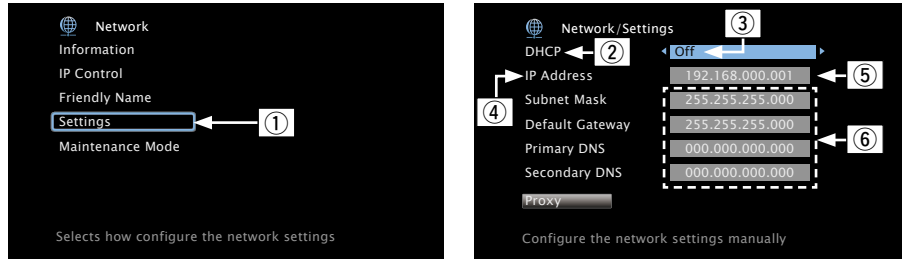 Network
Information
IP Control
Friendly Name
Settings
①
Maintenance Mode
Selects how configure the network settings
Network/Settings
③
DHCP
②
Off
④
IP Address
192.168.000.001
⑤
Subnet Mask
255.255.255.000
Default Gateway
255.255.255.000
⑥
Primary DNS
000.000.000.000
Secondary DNS
000.000.000.000
Proxy
Configure the network settings manually